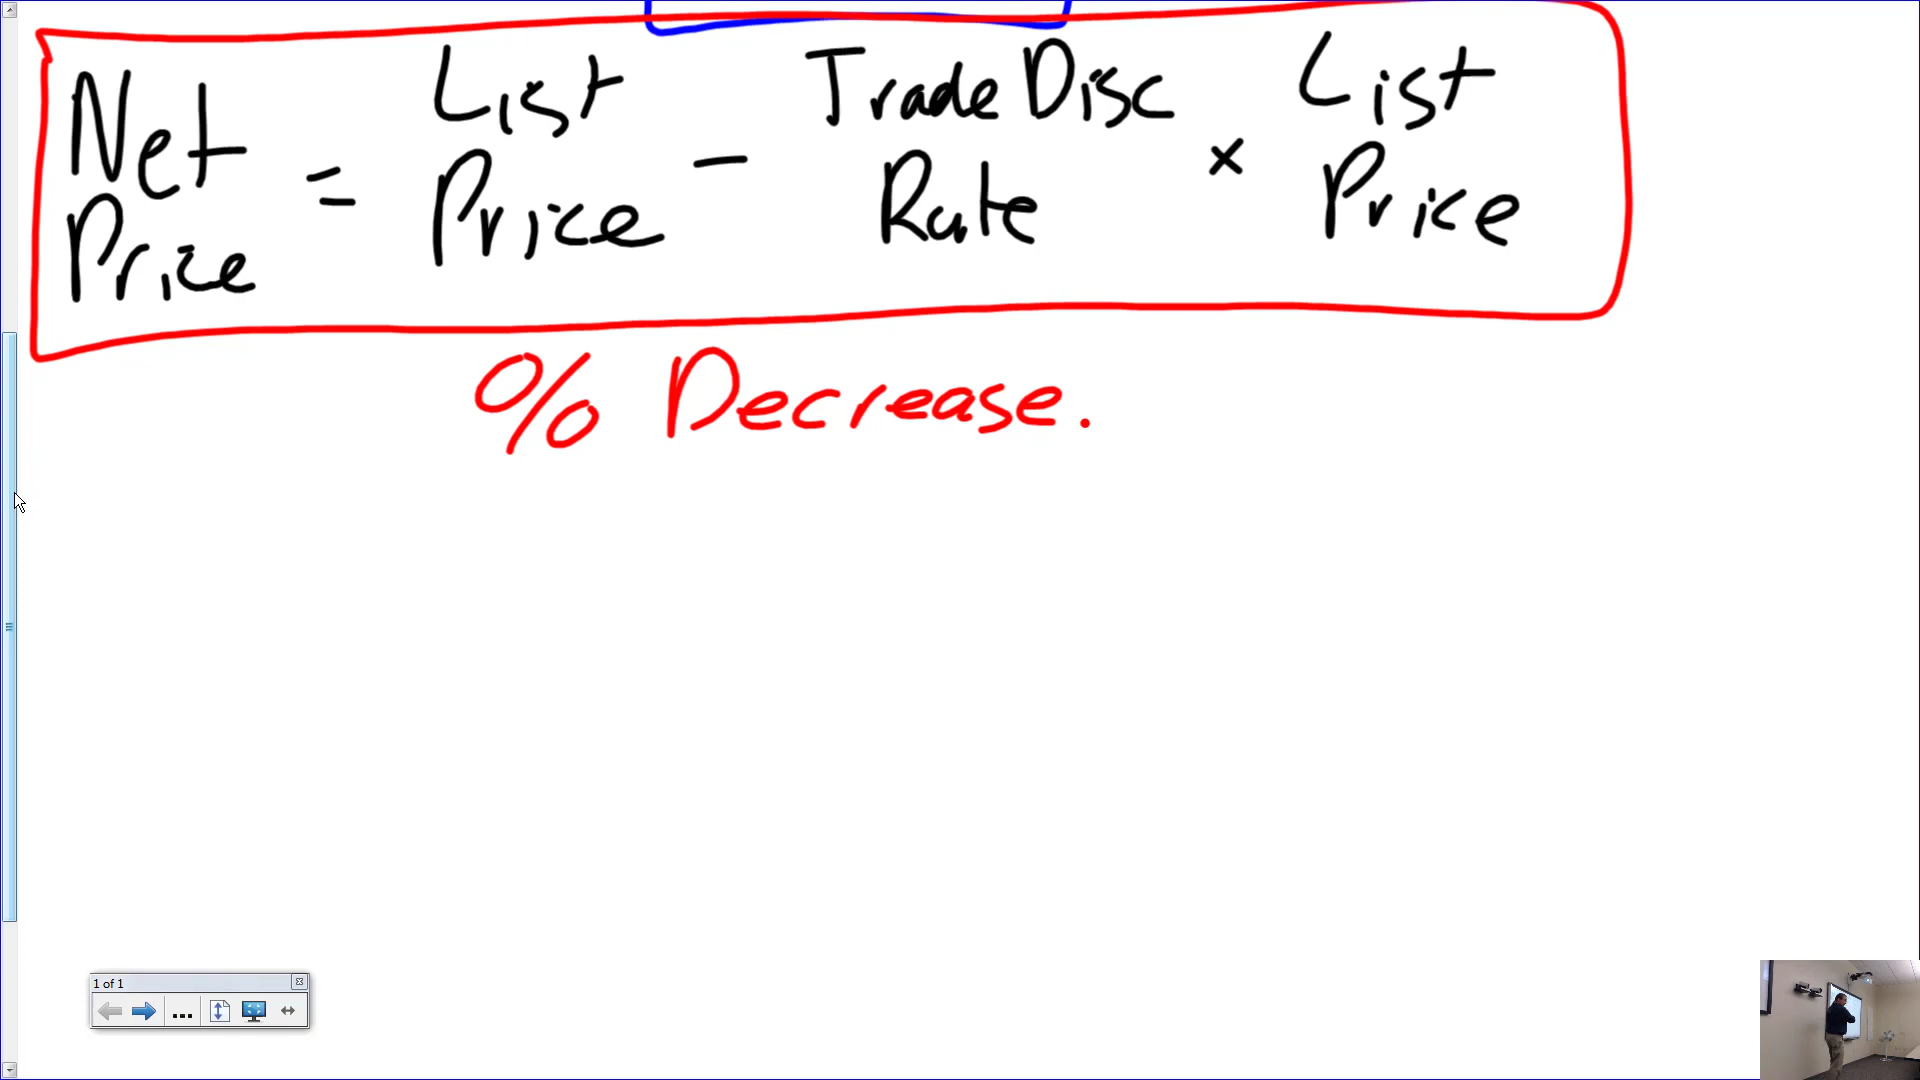 Net Price = List Price - Trade Disc Rate × List Price
% Decrease.
1 of 1